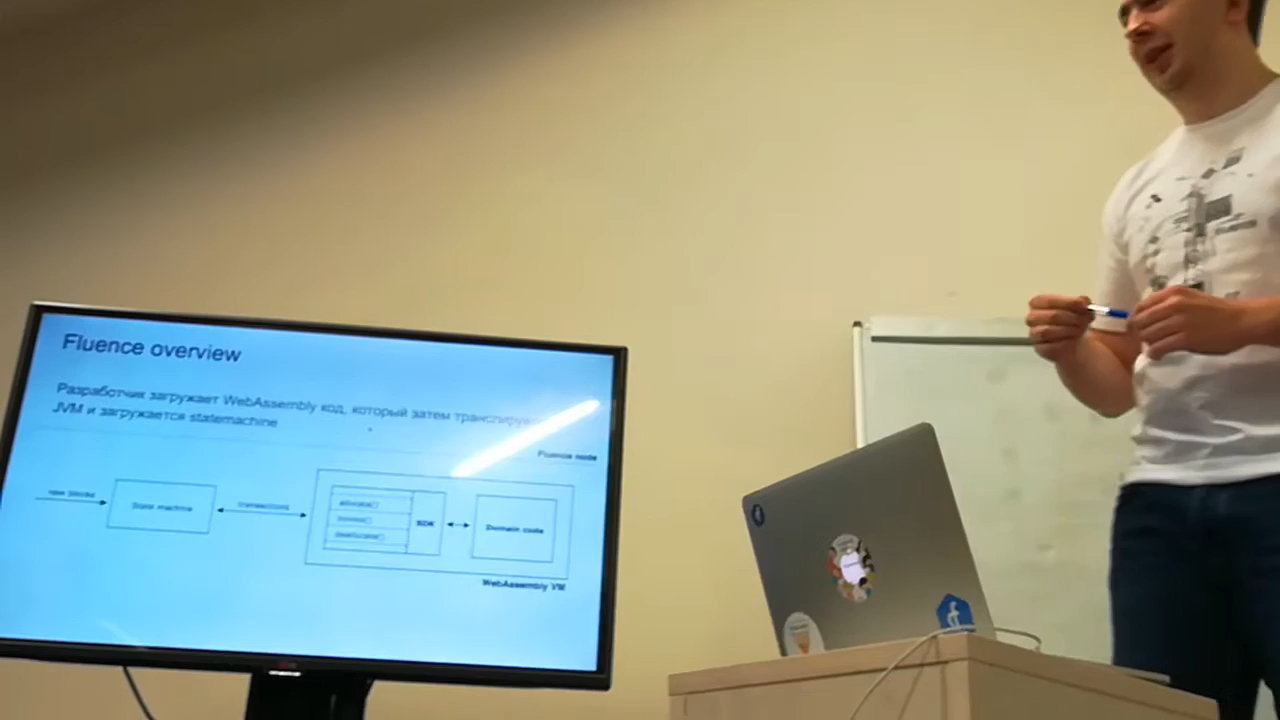 Fluence overview
Разработчик загружает WebAssembly код, который затем
JVM и загружается statemachine
Fluence node
new blocks
State machine
transactions
allocate()
invoke()
deallocate()
SDK
Domain code
WebAssembly VM